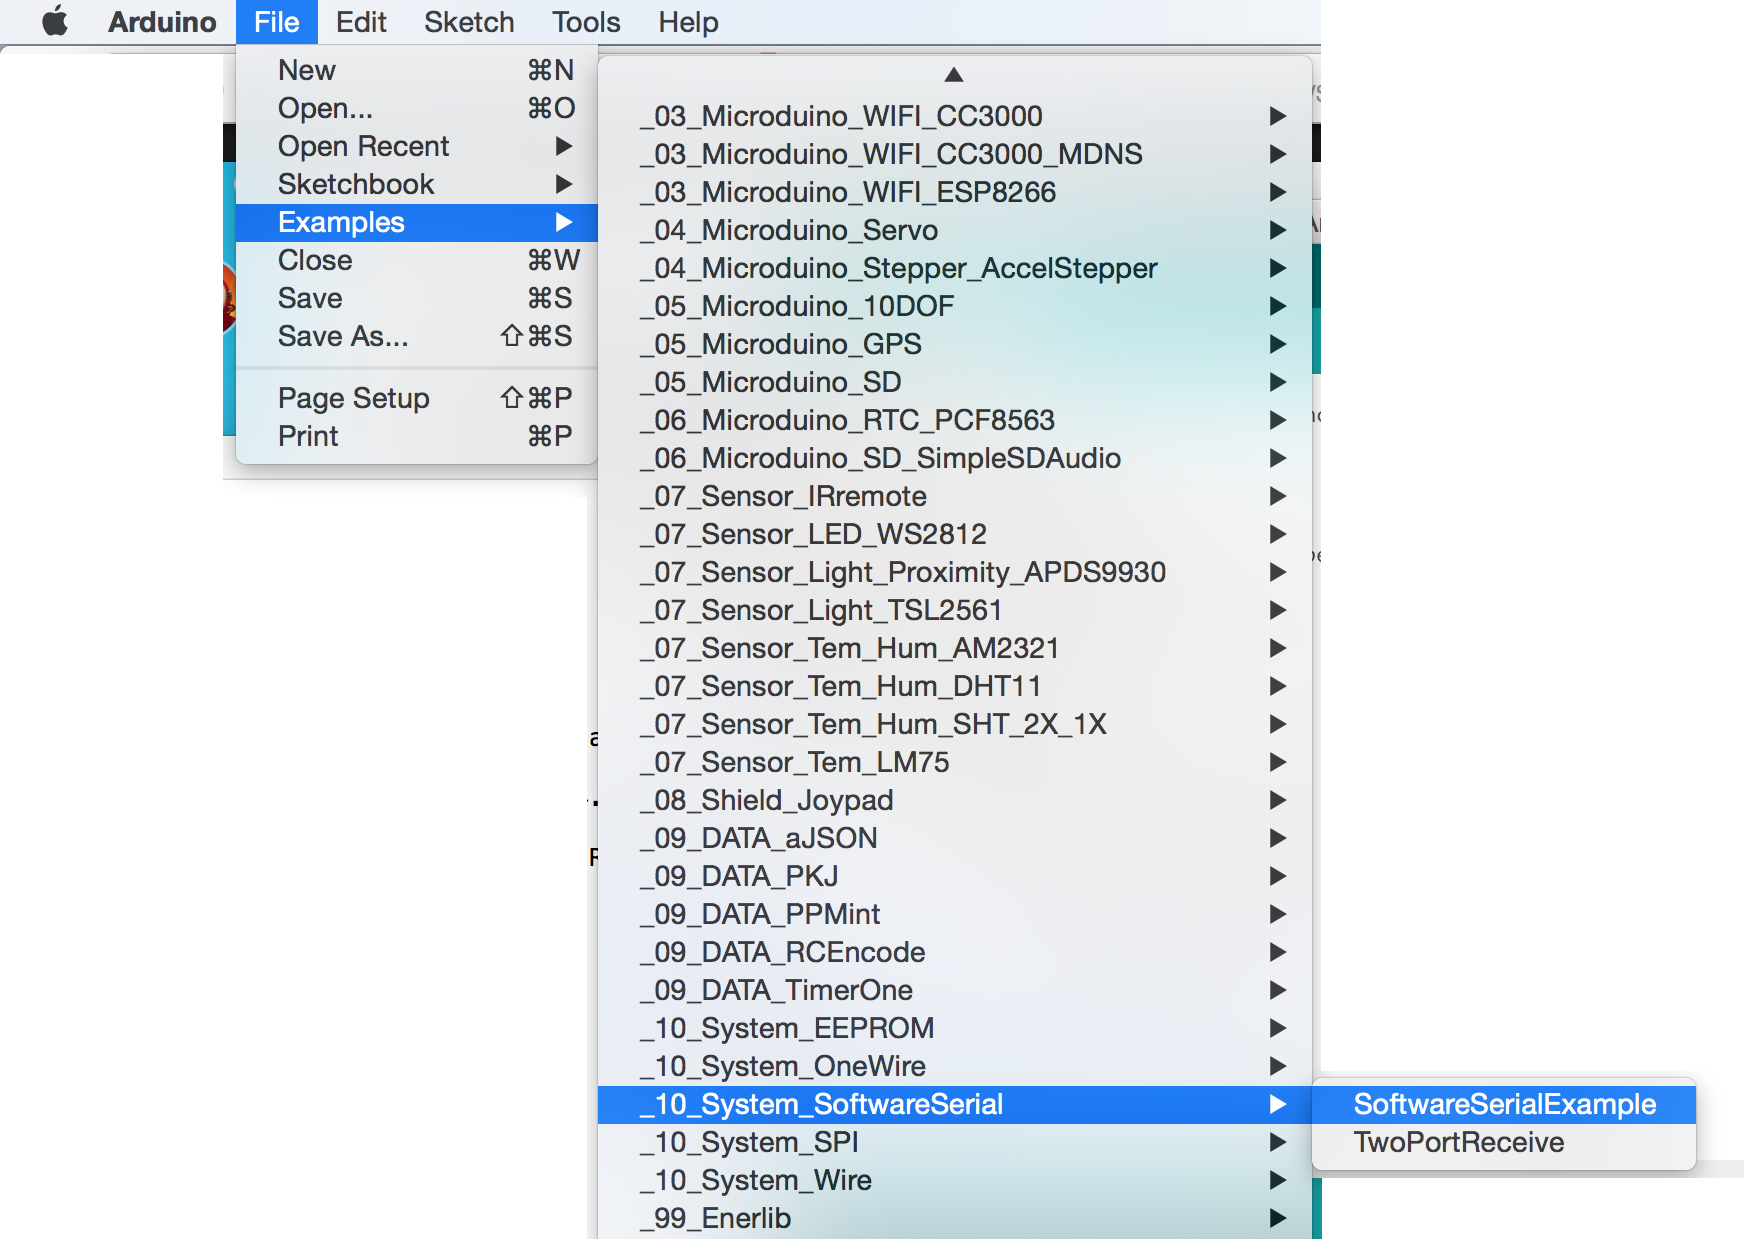 Arduino File Edit Sketch Tools Help
New ⌘N
Open... ⌘O
Open Recent ▶
Sketchbook ▶
Examples ▶
Close ⌘W
Save ⌘S
Save As... ⇧⌘S
Page Setup ⇧⌘P
Print ⌘P
_03_Microduino_WIFI_CC3000
_03_Microduino_WIFI_CC3000_MDNS
_03_Microduino_WIFI_ESP8266
_04_Microduino_Servo
_04_Microduino_Stepper_AccelStepper
_05_Microduino_10DOF
_05_Microduino_GPS
_05_Microduino_SD
_06_Microduino_RTC_PCF8563
_06_Microduino_SD_SimpleSDAudio
_07_Sensor_IRremote
_07_Sensor_LED_WS2812
_07_Sensor_Light_Proximity_APDS9930
_07_Sensor_Light_TSL2561
_07_Sensor_Tem_Hum_AM2321
_07_Sensor_Tem_Hum_DHT11
_07_Sensor_Tem_Hum_SHT_2X_1X
_07_Sensor_Tem_LM75
_08_Shield_Joypad
_09_DATA_aJSON
_09_DATA_PKJ
_09_DATA_PPMint
_09_DATA_RCEncode
_09_DATA_TimerOne
_10_System_EEPROM
_10_System_OneWire
_10_System_SoftwareSerial
_10_System_SPI
_10_System_Wire
_99_Enerlib
SoftwareSerialExample
TwoPortReceive